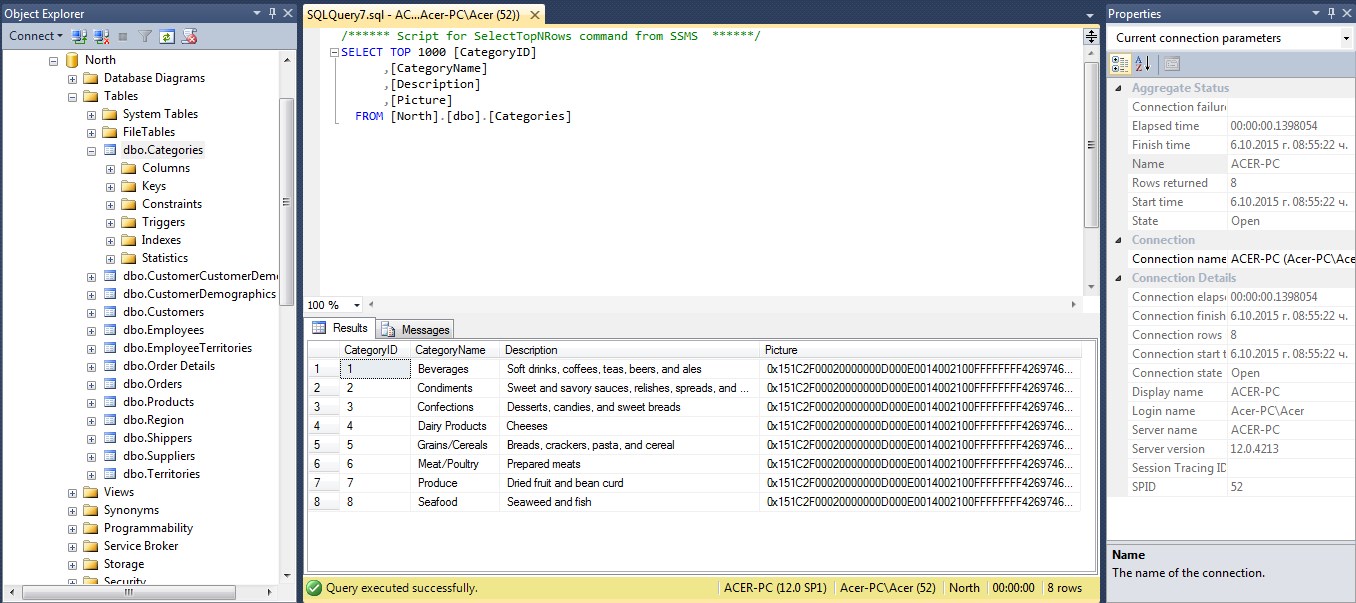 Object Explorer
Connect
North
Database Diagrams
Tables
System Tables
FileTables
dbo.Categories
Columns
Keys
Constraints
Triggers
Indexes
Statistics
dbo.CustomerCustomerDem
dbo.CustomerDemographics
dbo.Customers
dbo.Employees
dbo.EmployeeTerritories
dbo.Order Details
dbo.Orders
dbo.Products
dbo.Region
dbo.Shippers
dbo.Suppliers
dbo.Territories
Views
Synonyms
Programmability
Service Broker
Storage
Security
SQLQuery7.sql - AC...Acer-PC\Acer (52))
/****** Script for SelectTopNRows command from SSMS  ******/
SELECT TOP 1000 [CategoryID]
,[CategoryName]
,[Description]
,[Picture]
FROM [North].[dbo].[Categories]
100 %
Results Messages
CategoryID CategoryName Description Picture
1 1 Beverages Soft drinks, coffees, teas, beers, and ales 0x151C2F00020000000D000E0014002100FFFFFFFF4269746...
2 2 Condiments Sweet and savory sauces, relishes, spreads, and ... 0x151C2F00020000000D000E0014002100FFFFFFFF4269746...
3 3 Confections Desserts, candies, and sweet breads 0x151C2F00020000000D000E0014002100FFFFFFFF4269746...
4 4 Dairy Products Cheeses 0x151C2F00020000000D000E0014002100FFFFFFFF4269746...
5 5 Grains/Cereals Breads, crackers, pasta, and cereal 0x151C2F00020000000D000E0014002100FFFFFFFF4269746...
6 6 Meat/Poultry Prepared meats 0x151C2F00020000000D000E0014002100FFFFFFFF4269746...
7 7 Produce Dried fruit and bean curd 0x151C2F00020000000D000E0014002100FFFFFFFF4269746...
8 8 Seafood Seaweed and fish 0x151C2F00020000000D000E0014002100FFFFFFFF4269746...
Query executed successfully. ACER-PC (12.0 SP1) Acer-PC\Acer (52) North 00:00:00 8 rows
Properties
Current connection parameters
Aggregate Status
Connection failure
Elapsed time 00:00:00.1398054
Finish time 6.10.2015 г. 08:55:22 ч.
Name ACER-PC
Rows returned 8
Start time 6.10.2015 г. 08:55:22 ч.
State Open
Connection
Connection name ACER-PC (Acer-PC\Ace
Connection Details
Connection elaps 00:00:00.1398054
Connection finish 6.10.2015 г. 08:55:22 ч.
Connection rows 8
Connection start t 6.10.2015 г. 08:55:22 ч.
Connection state Open
Display name ACER-PC
Login name Acer-PC\Acer
Server name ACER-PC
Server version 12.0.4213
Session Tracing ID
SPID 52
Name
The name of the connection.